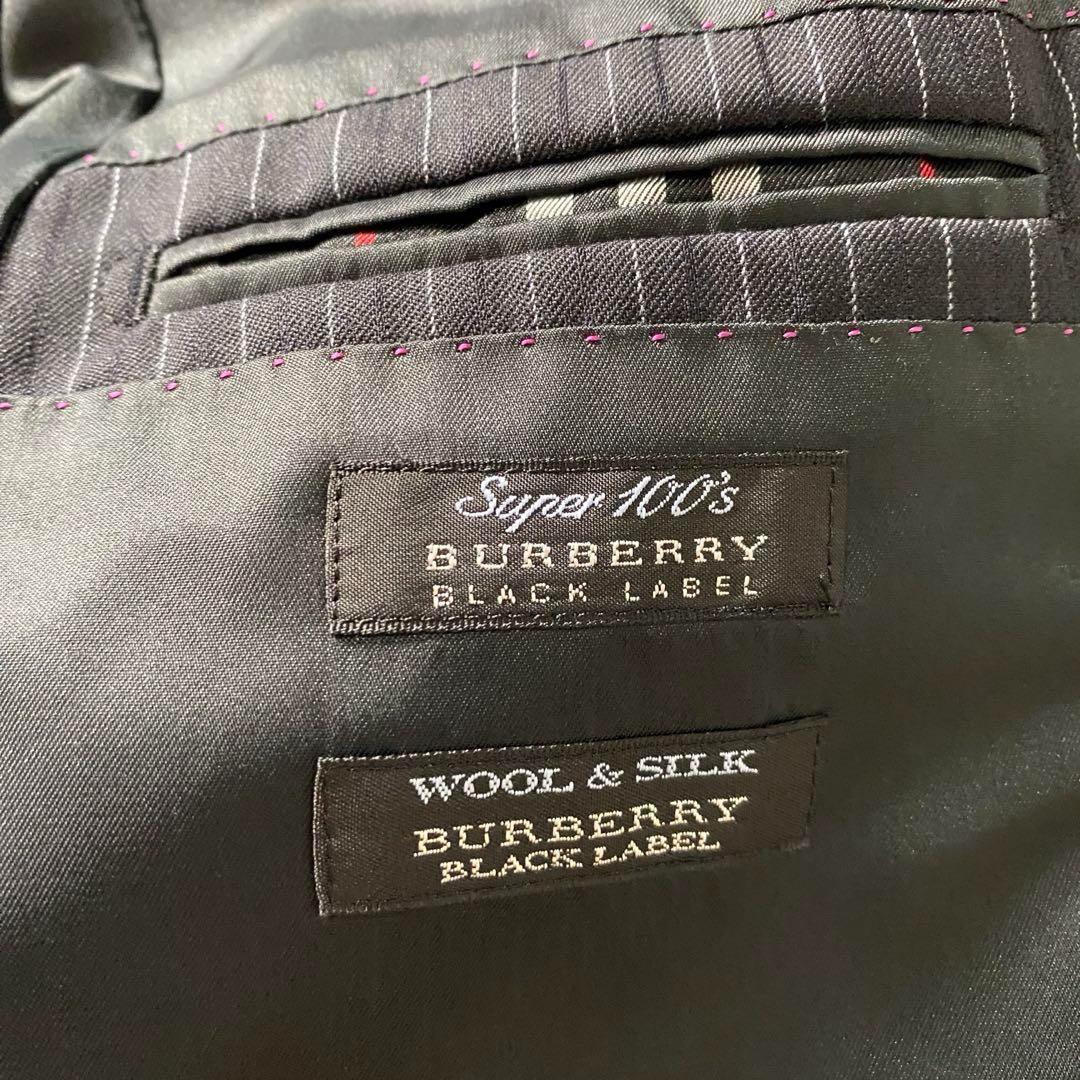 Super 100's
BURBERRY
BLACK LABEL
WOOL & SILK
BURBERRY
BLACK LABEL